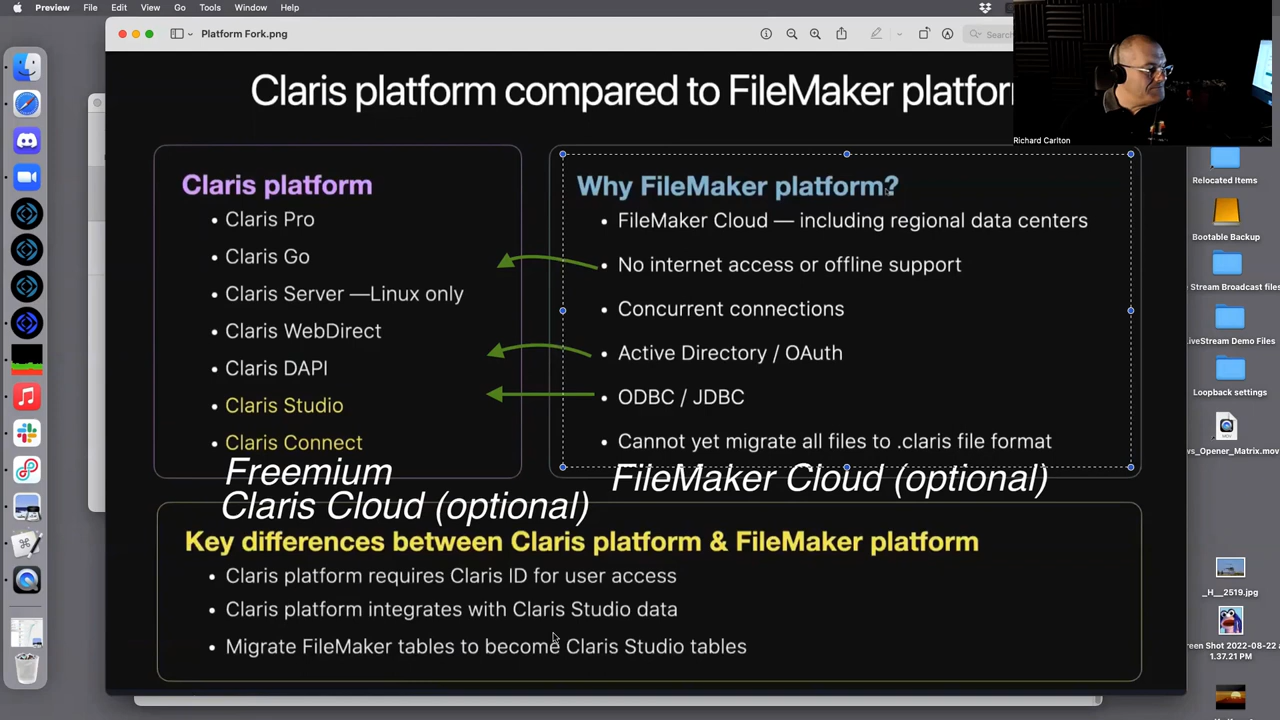 Preview File Edit View Go Tools Window Help
Platform Fork.png
Search
Richard Carlton
Claris platform compared to FileMaker platform
Claris platform
• Claris Pro
• Claris Go
• Claris Server —Linux only
• Claris WebDirect
• Claris DAPI
• Claris Studio
• Claris Connect
Freemium
Claris Cloud (optional)
Why FileMaker platform?
• FileMaker Cloud — including regional data centers
• No internet access or offline support
• Concurrent connections
• Active Directory / OAuth
• ODBC / JDBC
• Cannot yet migrate all files to .claris file format
FileMaker Cloud (optional)
Key differences between Claris platform & FileMaker platform
• Claris platform requires Claris ID for user access
• Claris platform integrates with Claris Studio data
• Migrate FileMaker tables to become Claris Studio tables
Relocated Items
Bootable Backup
Stream Broadcast files
LiveStream Demo Files
Loopback settings
ws_Opener_Matrix.mov
_H__2519.jpg
een Shot 2022-08-22 a
1.37.21 PM